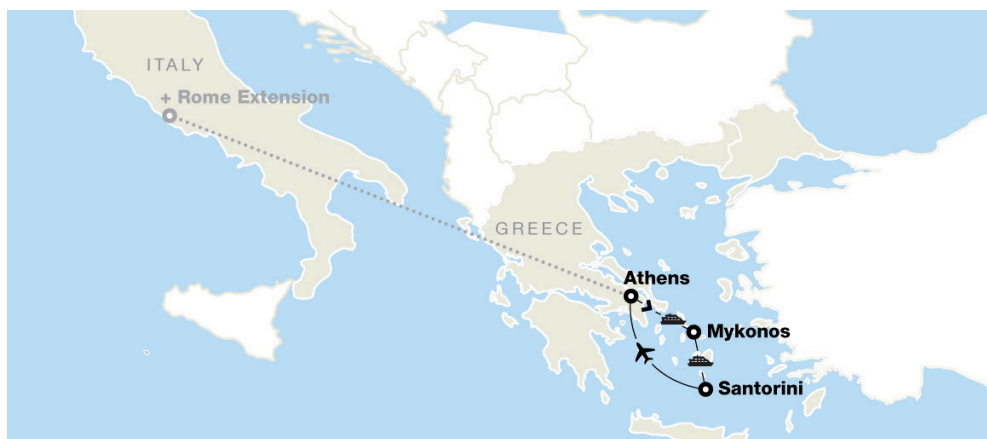 ITALY
+ Rome Extension
GREECE
Athens
Mykonos
Santorini